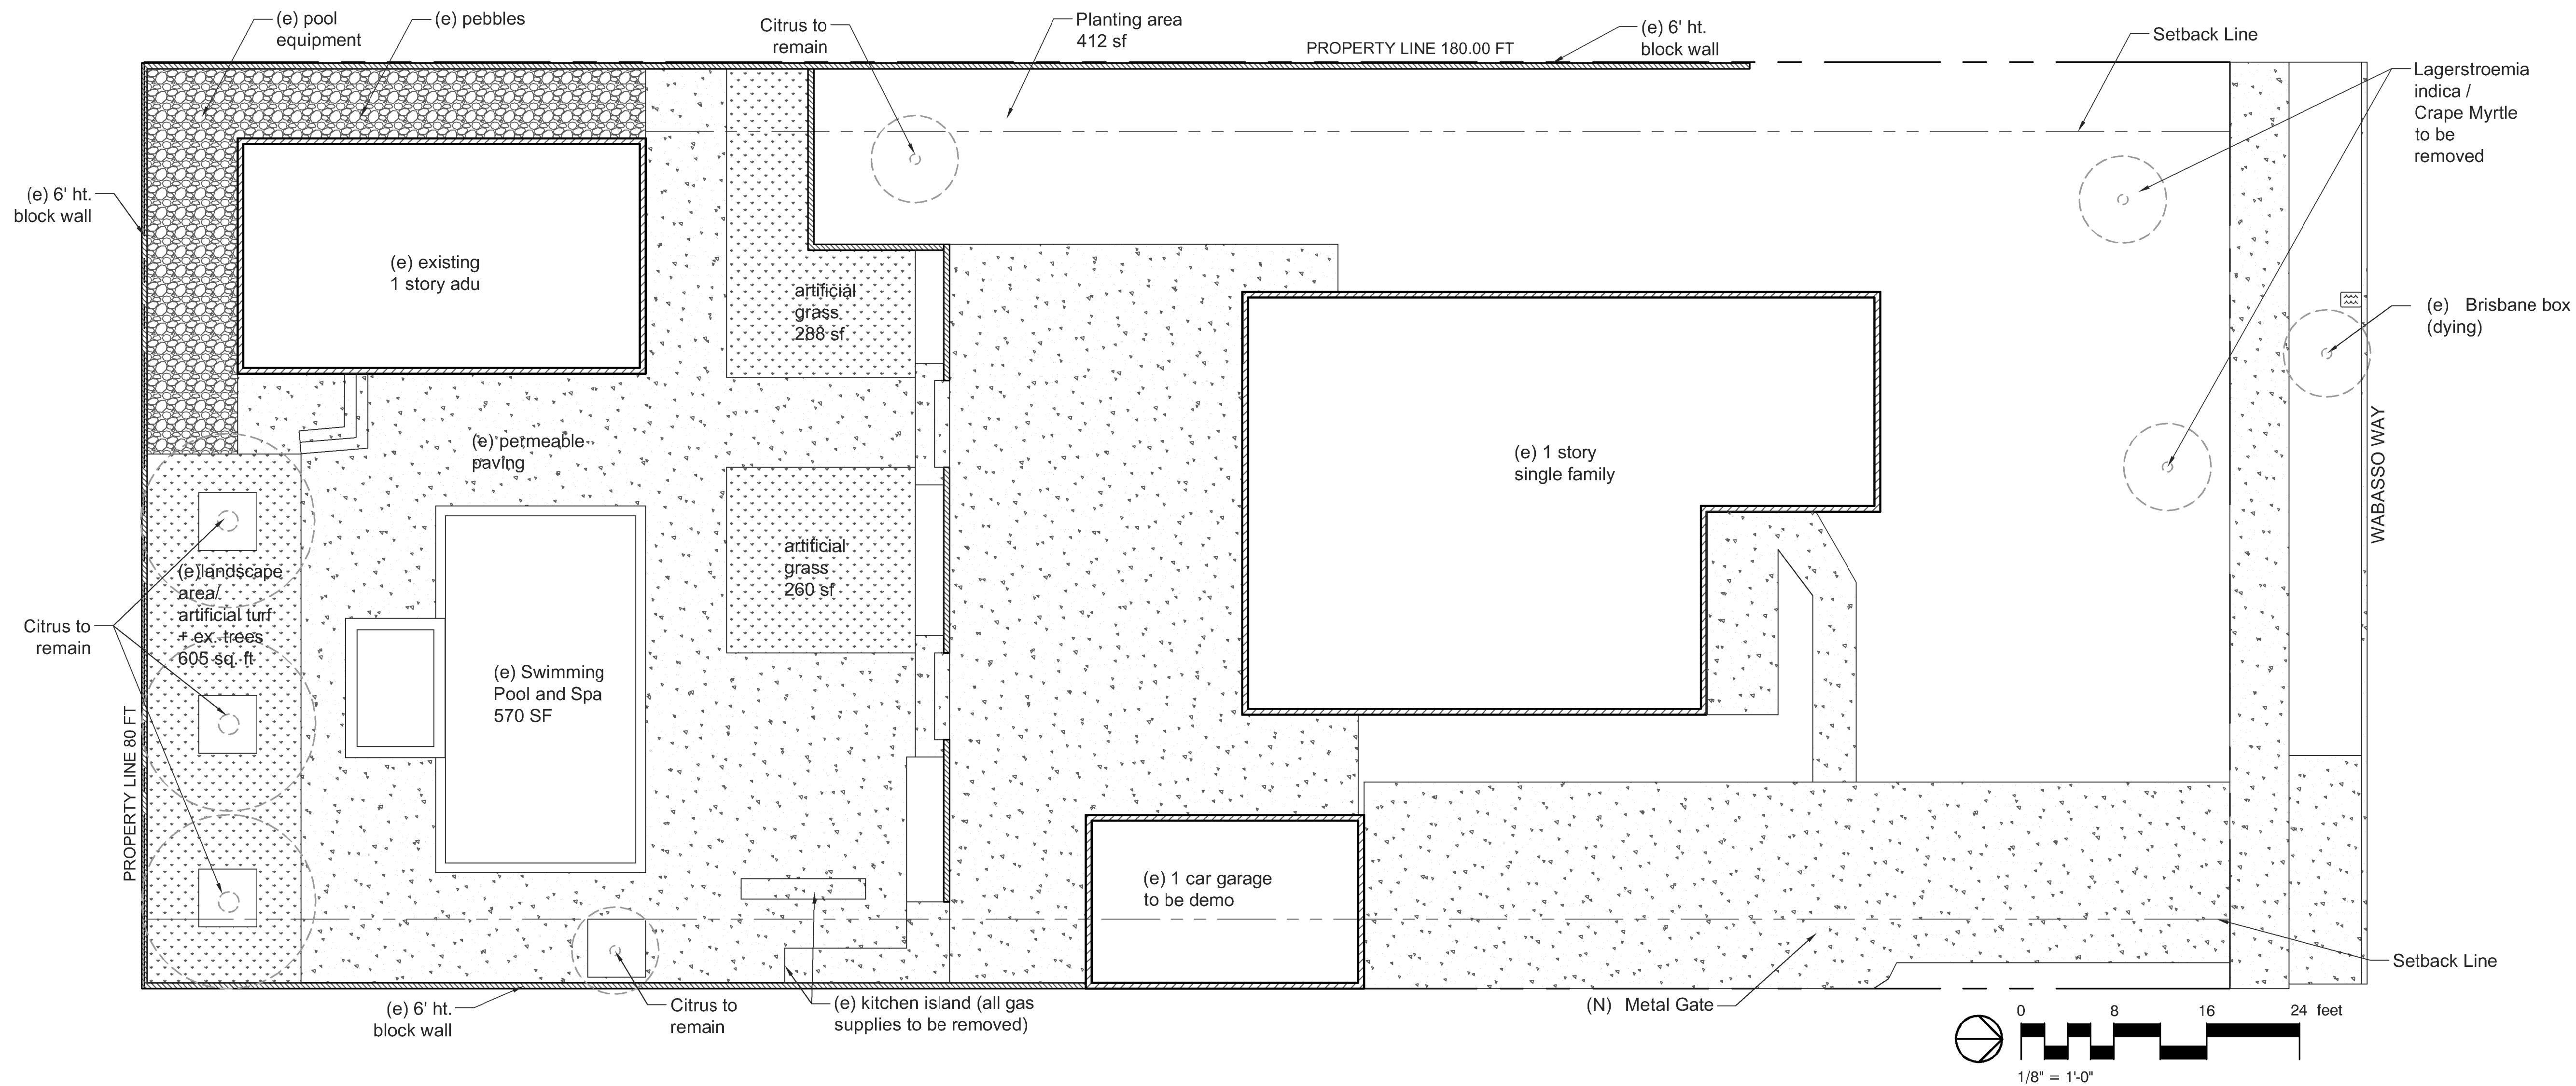 (e) pool
equipment
(e) pebbles
Citrus to
remain
Planting area
412 sf
PROPERTY LINE 180.00 FT
(e) 6' ht.
block wall
Setback Line
Lagerstroemia
indica /
Crape Myrtle
to be
removed
(e) 6' ht.
block wall
(e) existing
1 story adu
artificial
grass
288 sf
(e) Brisbane box
(dying)
(e) permeable
paving
(e) 1 story
single family
WABASSO WAY
artificial
grass
260 sf
(e)landscape
area/
artificial turf
+ ex. trees
605 sq. ft
Citrus to
remain
(e) Swimming
Pool and Spa
570 SF
PROPERTY LINE 80 FT
(e) 1 car garage
to be demo
Setback Line
(e) 6' ht.
block wall
Citrus to
remain
(e) kitchen island (all gas
supplies to be removed)
(N) Metal Gate
0 8 16 24 feet
1/8" = 1'-0"